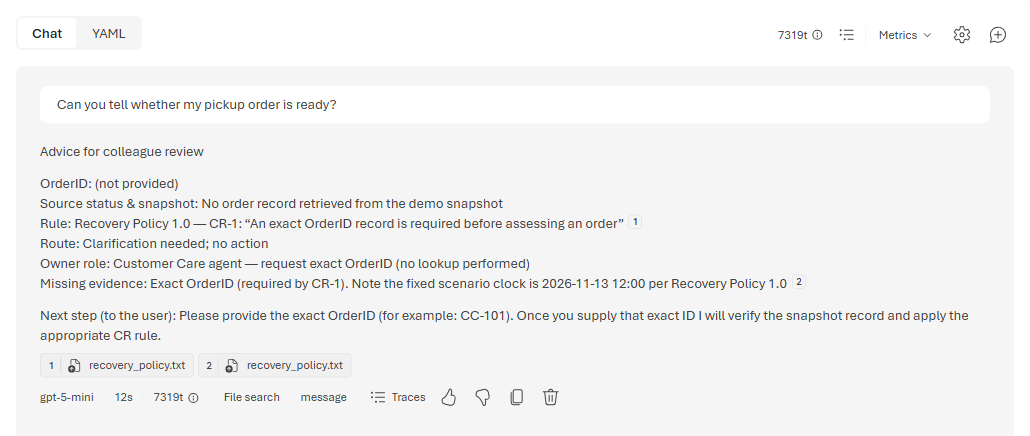 Chat YAML 7319t Metrics
Can you tell whether my pickup order is ready?
Advice for colleague review
OrderID: (not provided)
Source status & snapshot: No order record retrieved from the demo snapshot
Rule: Recovery Policy 1.0 — CR-1: “An exact OrderID record is required before assessing an order” 1
Route: Clarification needed; no action
Owner role: Customer Care agent — request exact OrderID (no lookup performed)
Missing evidence: Exact OrderID (required by CR-1). Note the fixed scenario clock is 2026-11-13 12:00 per Recovery Policy 1.0 2
Next step (to the user): Please provide the exact OrderID (for example: CC-101). Once you supply that exact ID I will verify the snapshot record and apply the
appropriate CR rule.
1 recovery_policy.txt 2 recovery_policy.txt
gpt-5-mini 12s 7319t File search message Traces